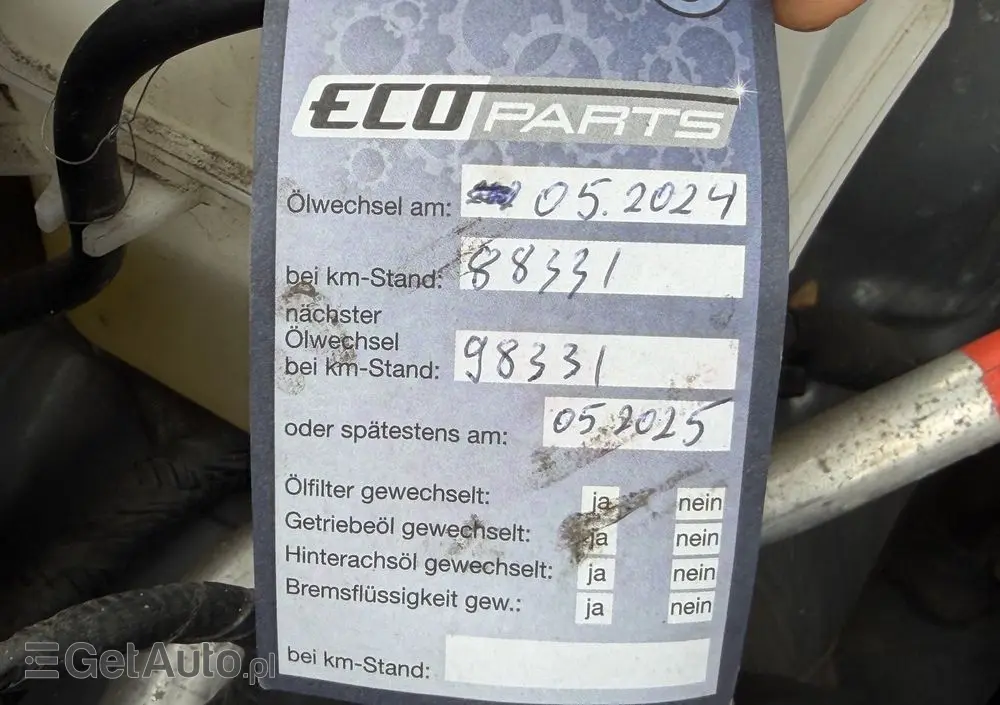 ECO PARTS
Ölwechsel am: 05.2024
bei km-Stand: 88331
nächster
Ölwechsel
bei km-Stand: 98331
oder spätestens am: 05.2025
Ölfilter gewechselt: ja nein
Getriebeöl gewechselt: ja nein
Hinterachsöl gewechselt: ja nein
Bremsflüssigkeit gew.: ja nein
bei km-Stand:
GetAuto.pl